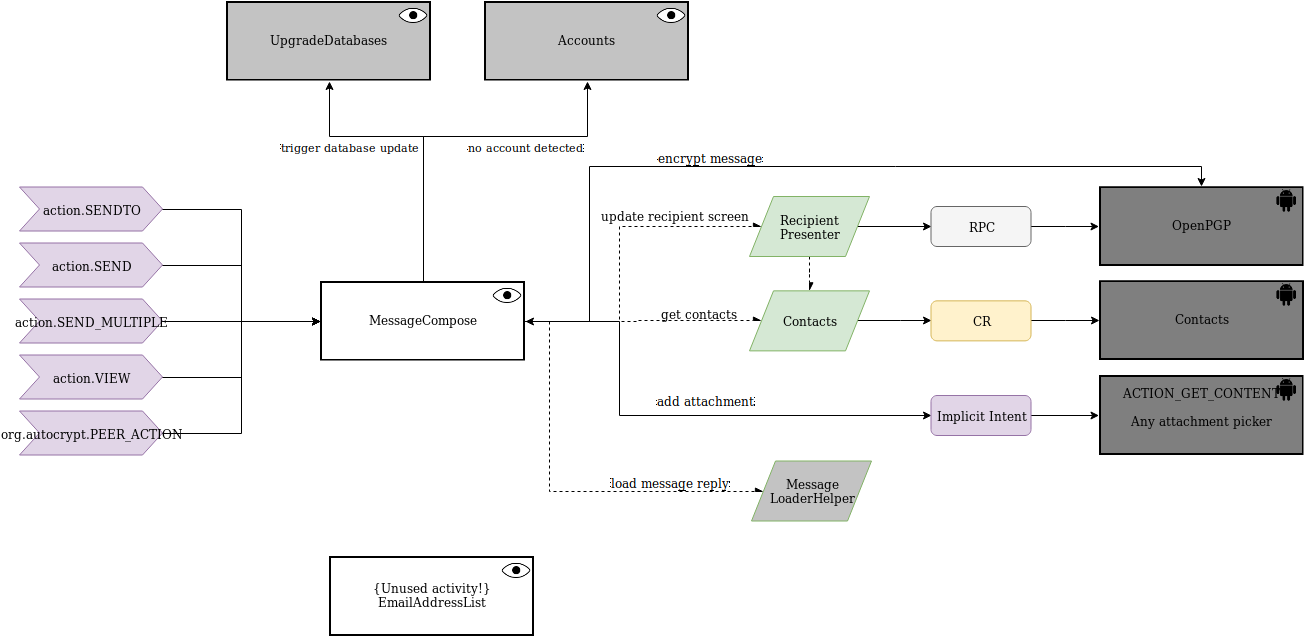 UpgradeDatabases
Accounts
trigger database update
no account detected
encrypt message
action.SENDTO
action.SEND
action.SEND_MULTIPLE
action.VIEW
org.autocrypt.PEER_ACTION
MessageCompose
update recipient screen
Recipient
Presenter
RPC
OpenPGP
get contacts
Contacts
CR
Contacts
add attachment
Implicit Intent
ACTION_GET_CONTENT
Any attachment picker
load message reply
Message
LoaderHelper
{Unused activity!}
EmailAddressList